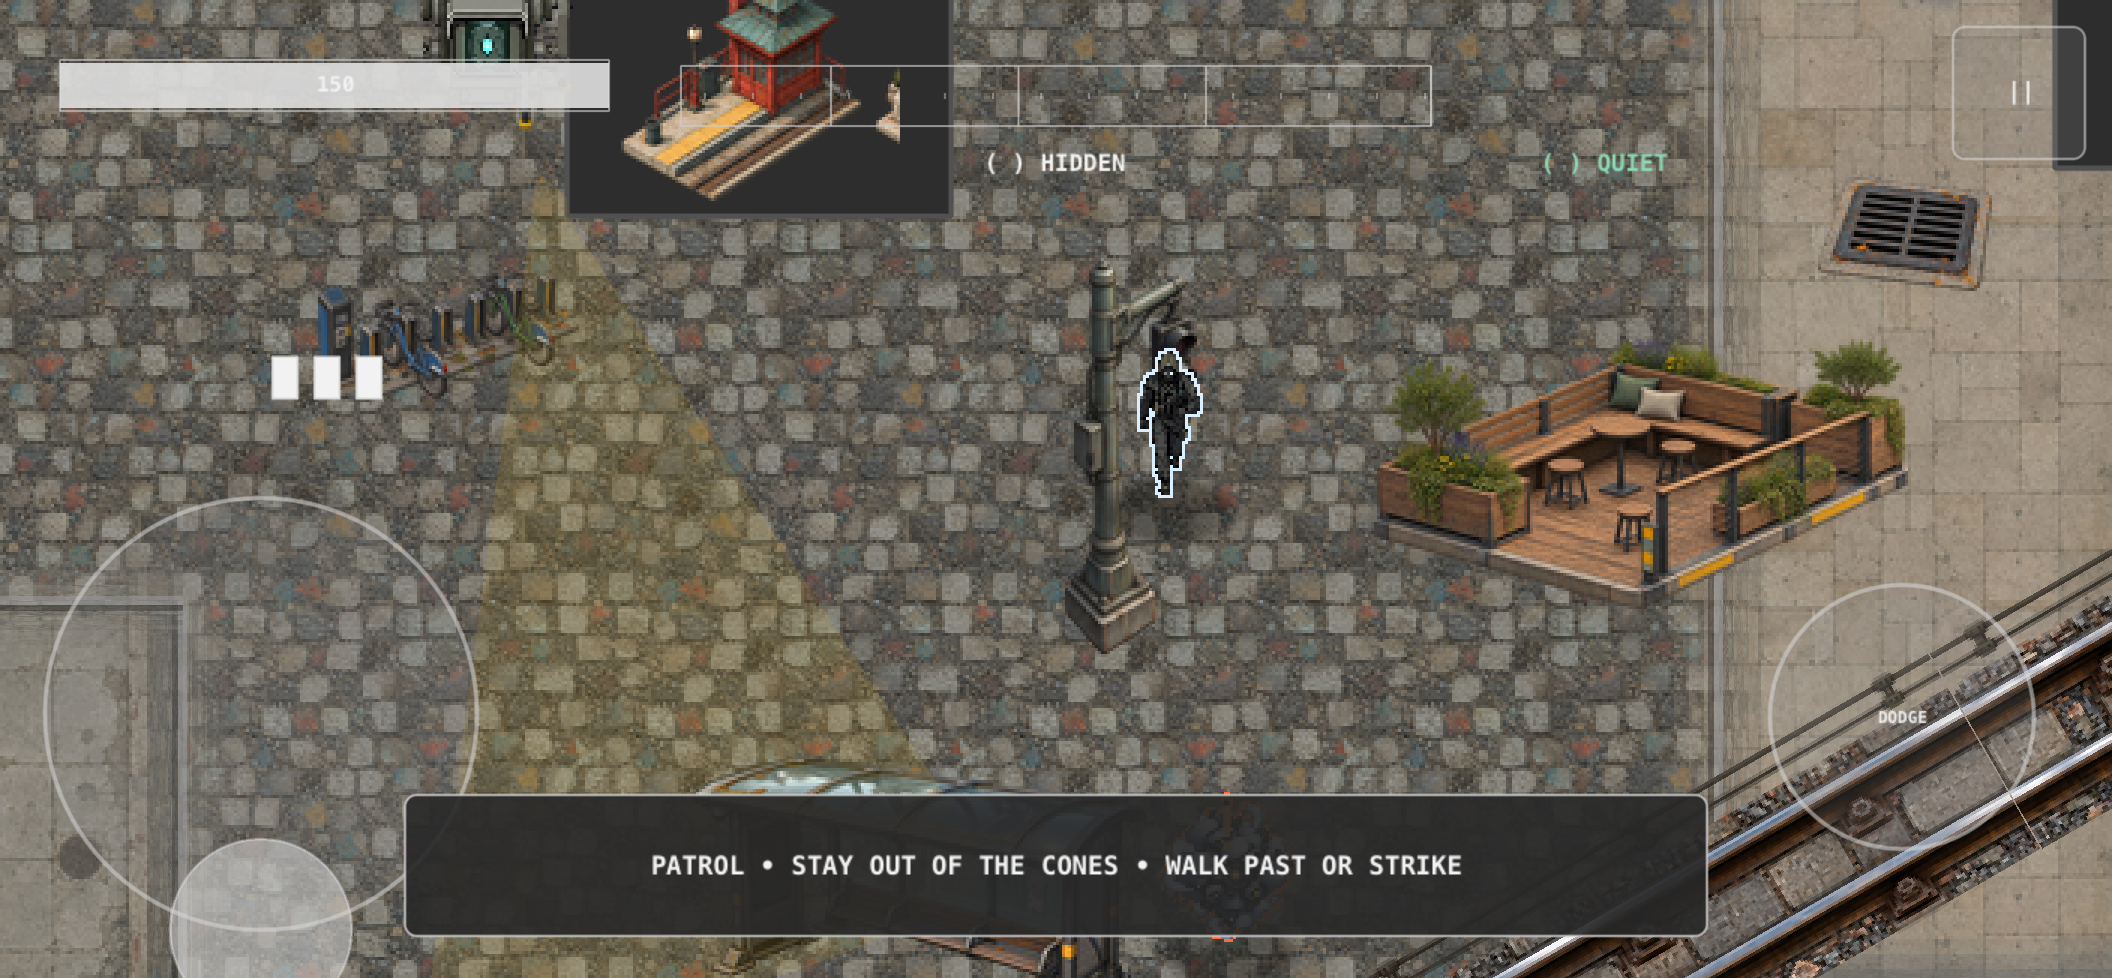 150
( ) HIDDEN
( ) QUIET
DODGE
PATROL • STAY OUT OF THE CONES • WALK PAST OR STRIKE